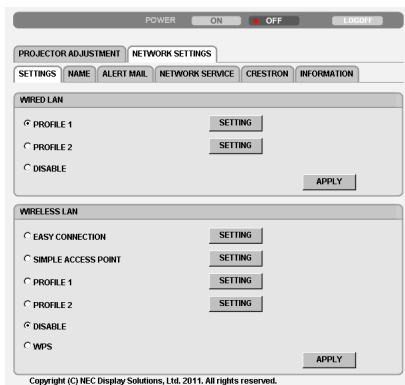 POWER ON OFF LOGOFF
PROJECTOR ADJUSTMENT NETWORK SETTINGS
SETTINGS NAME ALERT MAIL NETWORK SERVICE CRESTRON INFORMATION
WIRED LAN
PROFILE 1 SETTING
PROFILE 2 SETTING
DISABLE
APPLY
WIRELESS LAN
EASY CONNECTION SETTING
SIMPLE ACCESS POINT SETTING
PROFILE 1 SETTING
PROFILE 2 SETTING
DISABLE
WPS
APPLY
Copyright (C) NEC Display Solutions, Ltd. 2011. All rights reserved.